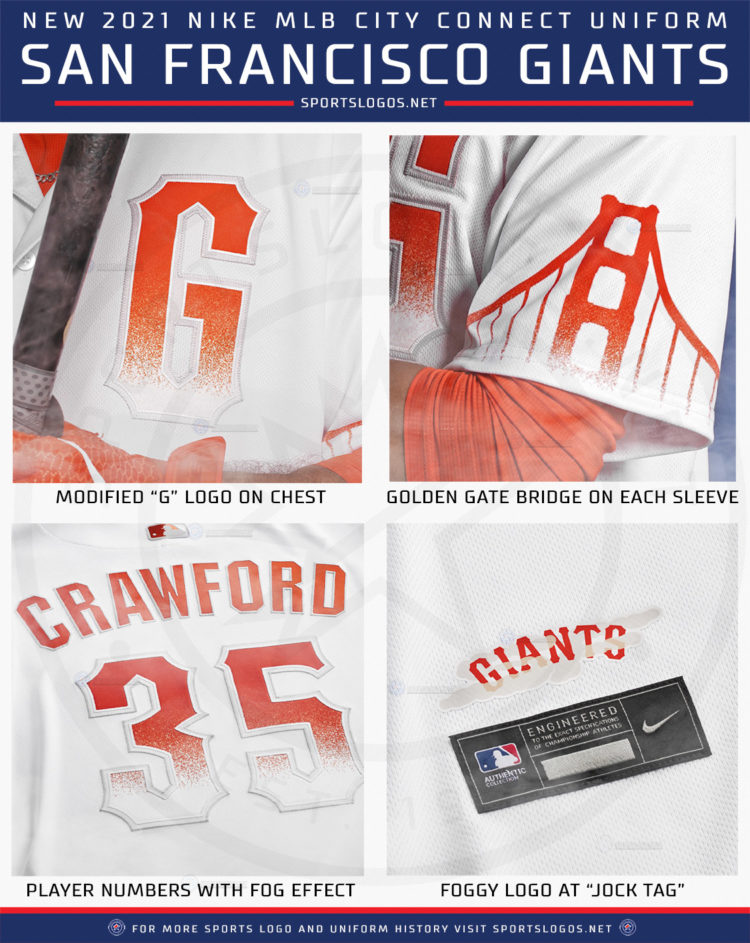 NEW 2021 NIKE MLB CITY CONNECT UNIFORM
SAN FRANCISCO GIANTS
SPORTSLOGOS.NET
G
MODIFIED “G” LOGO ON CHEST
GOLDEN GATE BRIDGE ON EACH SLEEVE
CRAWFORD
35
GIANTS
ENGINEERED
TO THE EXACT SPECIFICATIONS
OF CHAMPIONSHIP ATHLETES
AUTHENTIC
COLLECTION
PLAYER NUMBERS WITH FOG EFFECT
FOGGY LOGO AT “JOCK TAG”
FOR MORE SPORTS LOGO AND UNIFORM HISTORY VISIT SPORTSLOGOS.NET